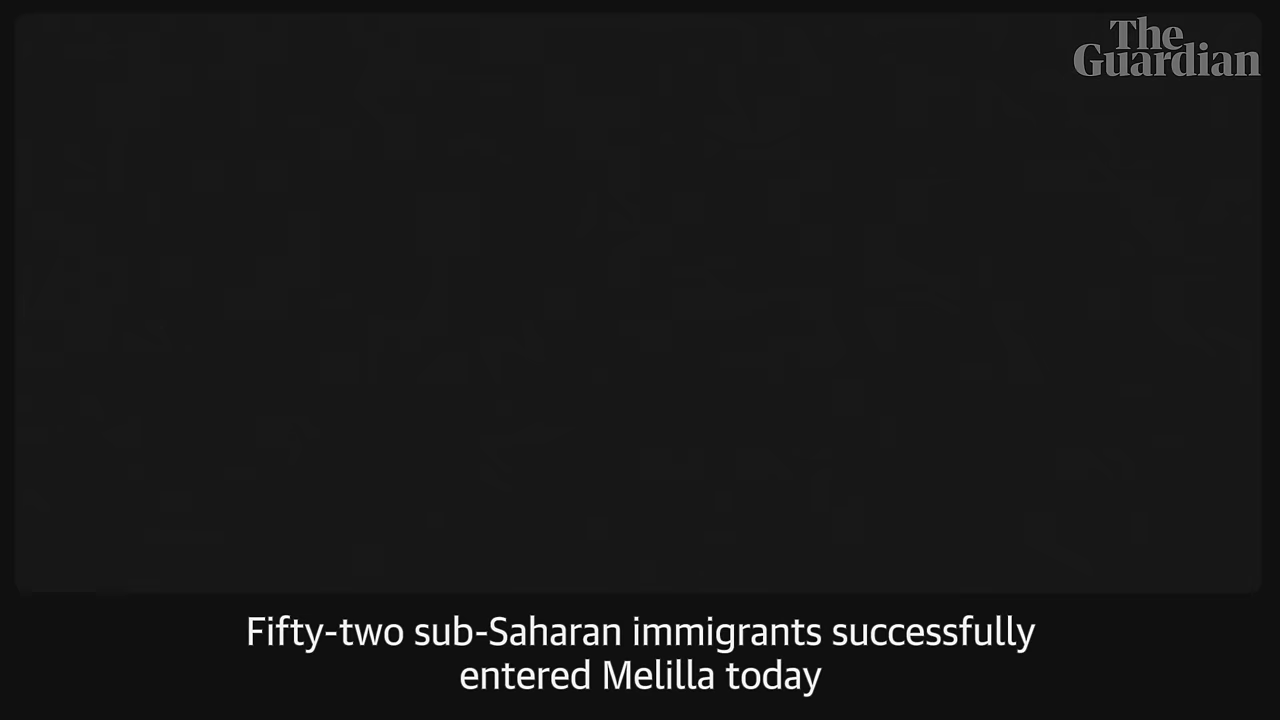 The
Guardian
Fifty-two sub-Saharan immigrants successfully
entered Melilla today